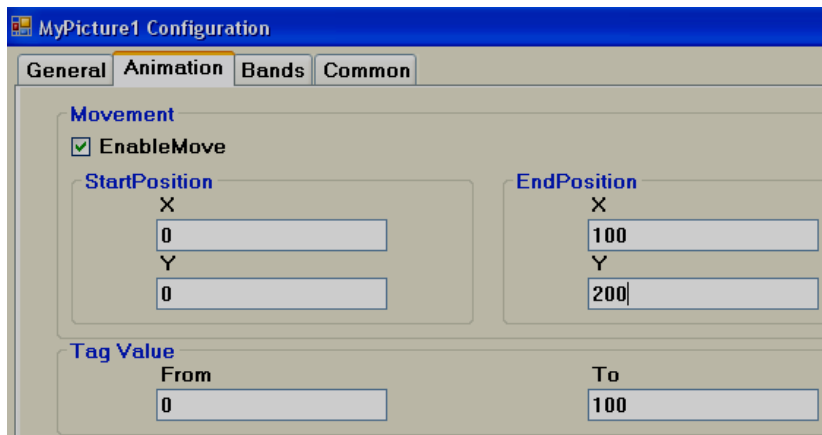 MyPicture1 Configuration
General Animation Bands Common
Movement
EnableMove
StartPosition EndPosition
X X
0 100
Y Y
0 200
Tag Value
From To
0 100